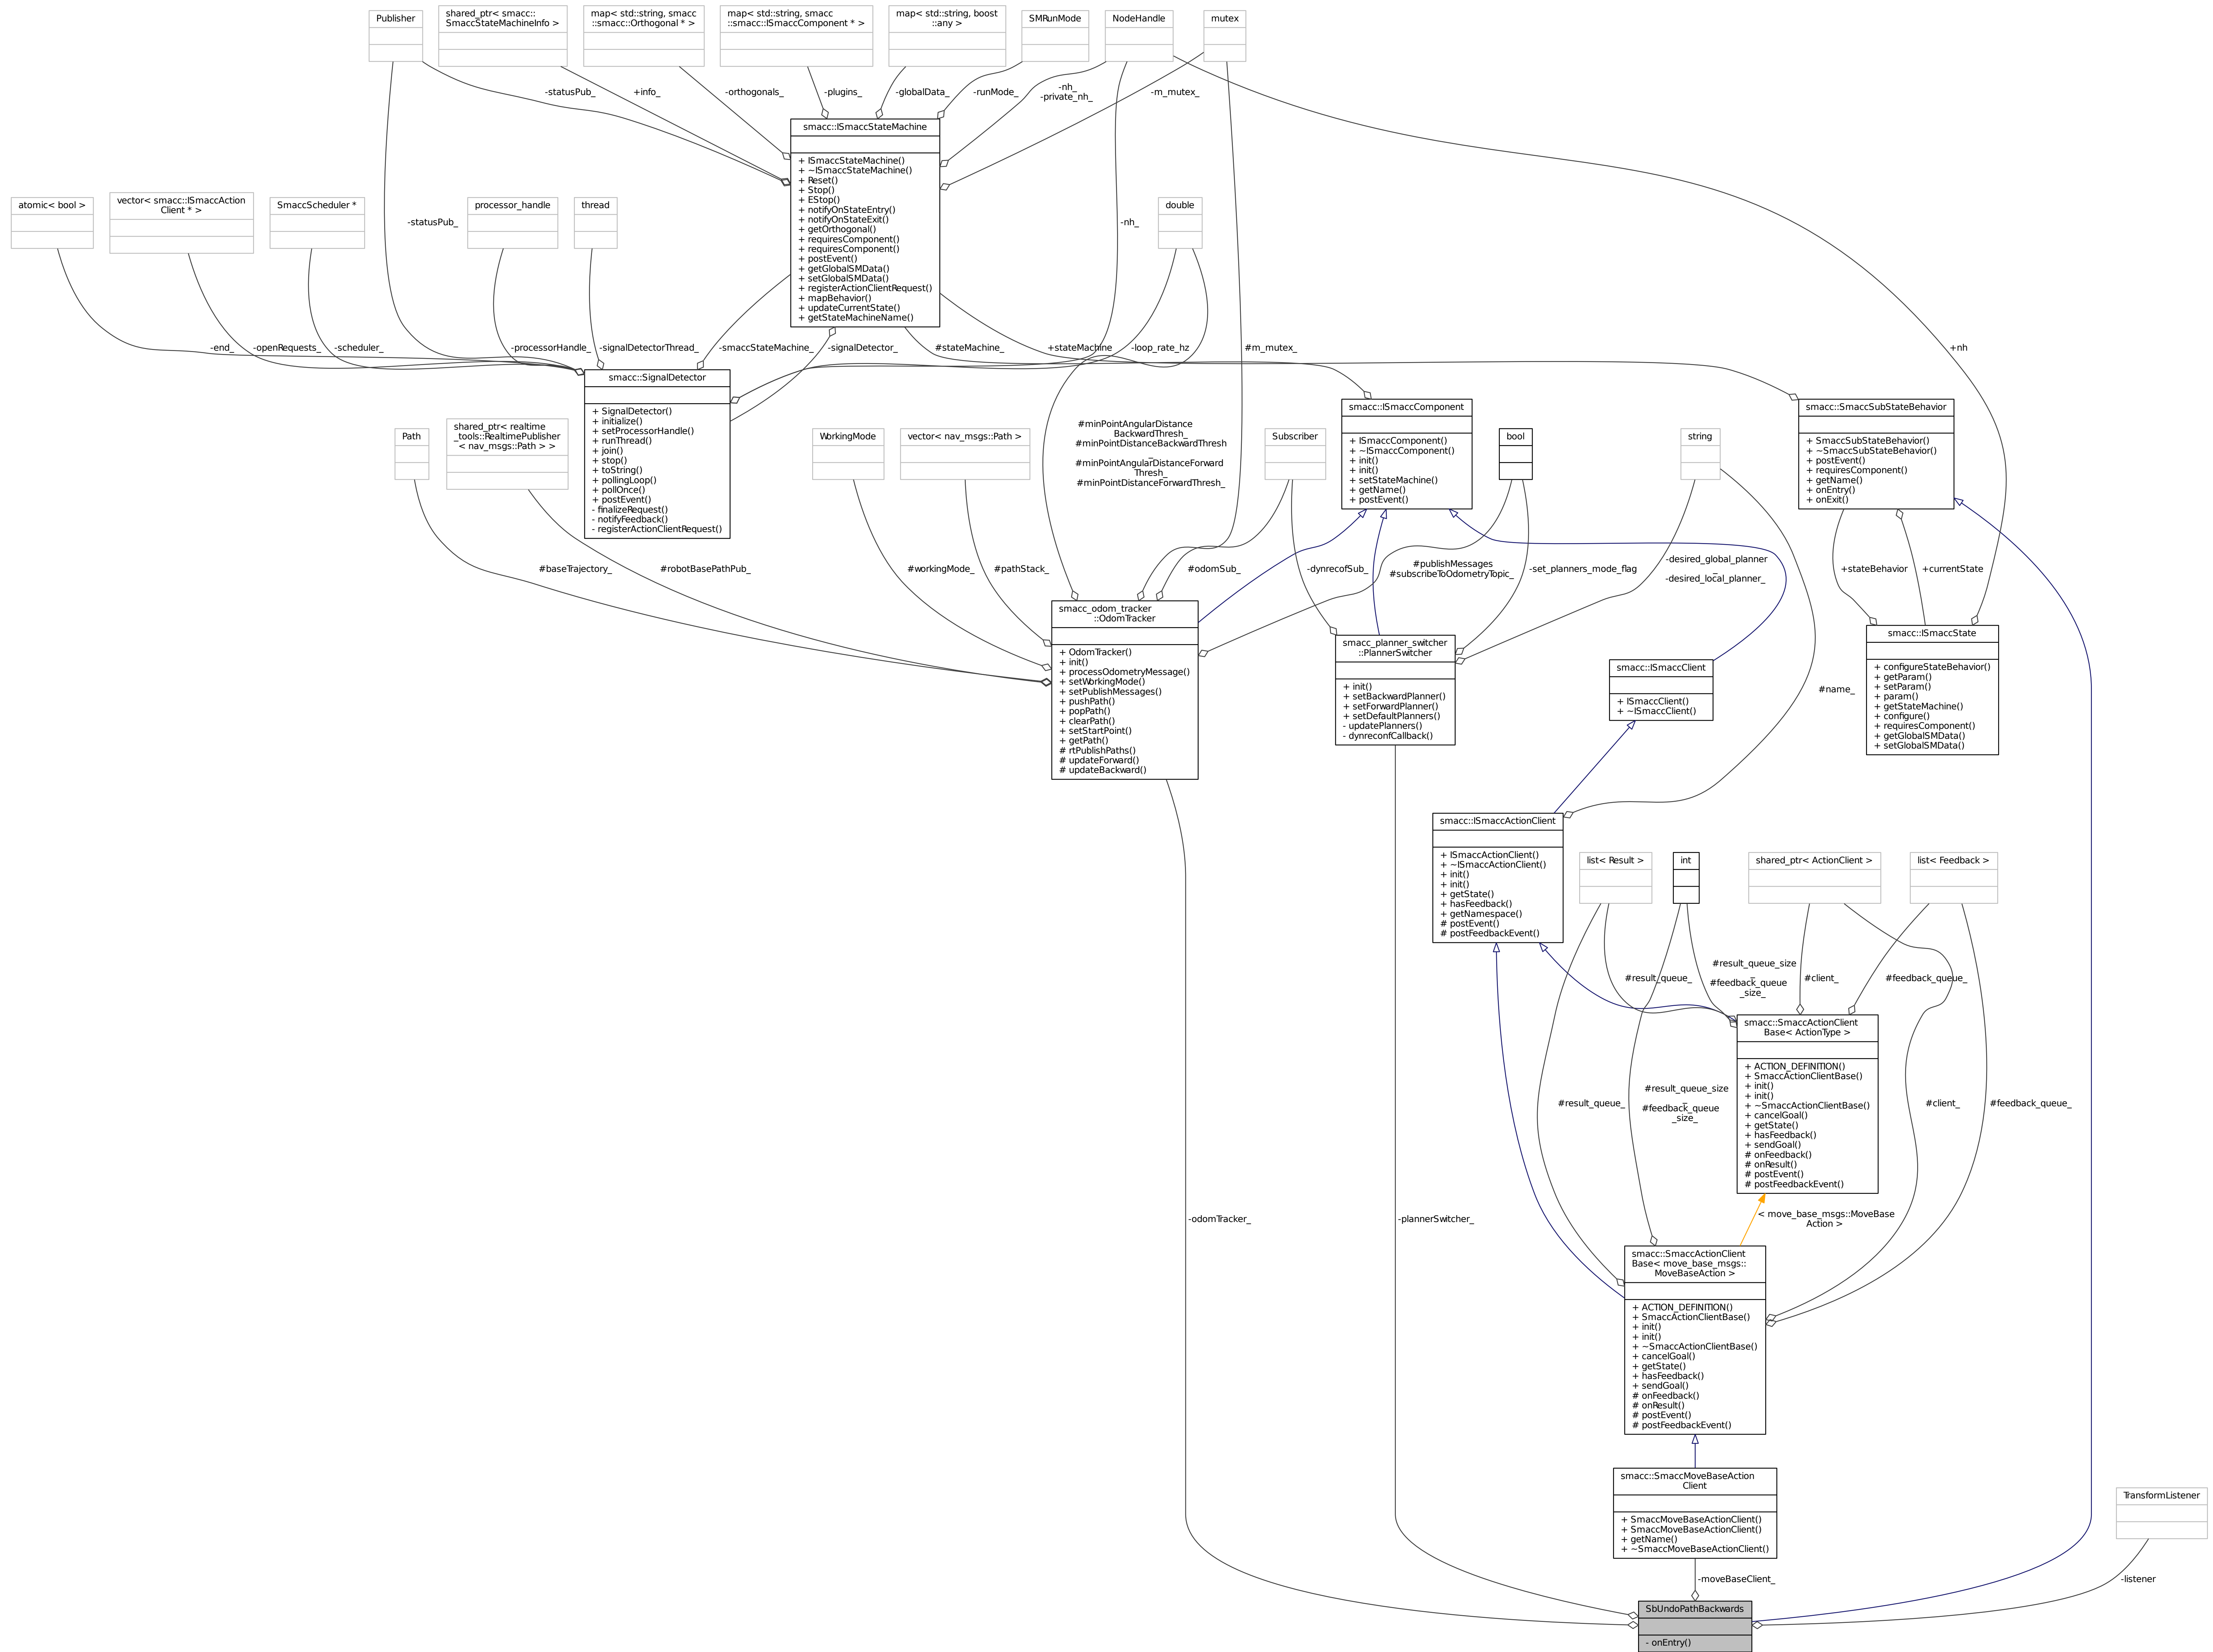 Publisher
shared_ptr< smacc::
SmaccStateMachineInfo >
map< std::string, smacc
::smacc::Orthogonal * >
map< std::string, smacc
::smacc::ISmaccComponent * >
map< std::string, boost
::any >
SMRunMode
NodeHandle
mutex
-statusPub_
+info_
-orthogonals_
-plugins_
-globalData_
-runMode_
-nh_
-private_nh_
-m_mutex_
smacc::ISmaccStateMachine
+ ISmaccStateMachine()
+ ~ISmaccStateMachine()
+ Reset()
+ Stop()
+ EStop()
+ notifyOnStateEntry()
+ notifyOnStateExit()
+ getOrthogonal()
+ requiresComponent()
+ requiresComponent()
+ postEvent()
+ getGlobalSMData()
+ setGlobalSMData()
+ registerActionClientRequest()
+ mapBehavior()
+ updateCurrentState()
+ getStateMachineName()
atomic< bool >
vector< smacc::ISmaccAction
Client * >
SmaccScheduler *
processor_handle
thread
double
-statusPub_
-nh_
-end_
-openRequests_
-scheduler_
-processorHandle_
-signalDetectorThread_
-smaccStateMachine_
-signalDetector_
#stateMachine_
+stateMachine
-loop_rate_hz
#m_mutex_
+nh
smacc::SignalDetector
+ SignalDetector()
+ initialize()
+ setProcessorHandle()
+ runThread()
+ join()
+ stop()
+ toString()
+ pollingLoop()
+ pollOnce()
+ postEvent()
- finalizeRequest()
- notifyFeedback()
- registerActionClientRequest()
smacc::ISmaccComponent
+ ISmaccComponent()
+ ~ISmaccComponent()
+ init()
+ init()
+ setStateMachine()
+ getName()
+ postEvent()
smacc::SmaccSubStateBehavior
+ SmaccSubStateBehavior()
+ ~SmaccSubStateBehavior()
+ postEvent()
+ requiresComponent()
+ getName()
+ onEntry()
+ onExit()
Path
shared_ptr< realtime
_tools::RealtimePublisher
< nav_msgs::Path > >
WorkingMode
vector< nav_msgs::Path >
#minPointAngularDistance
BackwardThresh_
#minPointDistanceBackwardThresh
_
#minPointAngularDistanceForward
Thresh_
#minPointDistanceForwardThresh_
Subscriber
bool
string
#baseTrajectory_
#robotBasePathPub_
#workingMode_
#pathStack_
#odomSub_
-dynrecofSub_
#publishMessages
#subscribeToOdometryTopic_
-set_planners_mode_flag
-desired_global_planner
_
-desired_local_planner_
+stateBehavior
+currentState
smacc_odom_tracker
::OdomTracker
+ OdomTracker()
+ init()
+ processOdometryMessage()
+ setWorkingMode()
+ setPublishMessages()
+ pushPath()
+ popPath()
+ clearPath()
+ setStartPoint()
+ getPath()
# rtPublishPaths()
# updateForward()
# updateBackward()
smacc_planner_switcher
::PlannerSwitcher
+ init()
+ setBackwardPlanner()
+ setForwardPlanner()
+ setDefaultPlanners()
- updatePlanners()
- dynreconfCallback()
smacc::ISmaccClient
+ ISmaccClient()
+ ~ISmaccClient()
#name_
smacc::ISmaccState
+ configureStateBehavior()
+ getParam()
+ setParam()
+ param()
+ getStateMachine()
+ configure()
+ requiresComponent()
+ getGlobalSMData()
+ setGlobalSMData()
smacc::ISmaccActionClient
+ ISmaccActionClient()
+ ~ISmaccActionClient()
+ init()
+ init()
+ getState()
+ hasFeedback()
+ getNamespace()
# postEvent()
# postFeedbackEvent()
list< Result >
int
shared_ptr< ActionClient >
list< Feedback >
#result_queue_
#result_queue_size
_
#feedback_queue
_size_
#client_
#feedback_queue_
smacc::SmaccActionClient
Base< ActionType >
+ ACTION_DEFINITION()
+ SmaccActionClientBase()
+ init()
+ init()
+ ~SmaccActionClientBase()
+ cancelGoal()
+ getState()
+ hasFeedback()
+ sendGoal()
# onFeedback()
# onResult()
# postEvent()
# postFeedbackEvent()
#result_queue_
#result_queue_size
_
#feedback_queue
_size_
#client_
#feedback_queue_
-odomTracker_
-plannerSwitcher_
< move_base_msgs::MoveBase
Action >
smacc::SmaccActionClient
Base< move_base_msgs::
MoveBaseAction >
+ ACTION_DEFINITION()
+ SmaccActionClientBase()
+ init()
+ init()
+ ~SmaccActionClientBase()
+ cancelGoal()
+ getState()
+ hasFeedback()
+ sendGoal()
# onFeedback()
# onResult()
# postEvent()
# postFeedbackEvent()
smacc::SmaccMoveBaseAction
Client
+ SmaccMoveBaseActionClient()
+ SmaccMoveBaseActionClient()
+ getName()
+ ~SmaccMoveBaseActionClient()
TransformListener
-moveBaseClient_
-listener
SbUndoPathBackwards
- onEntry()